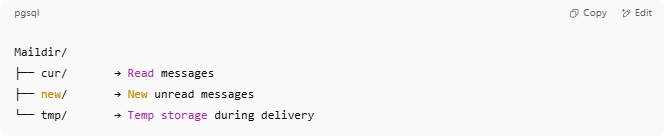 pgsql Copy Edit
Maildir/
├── cur/ → Read messages
├── new/ → New unread messages
└── tmp/ → Temp storage during delivery